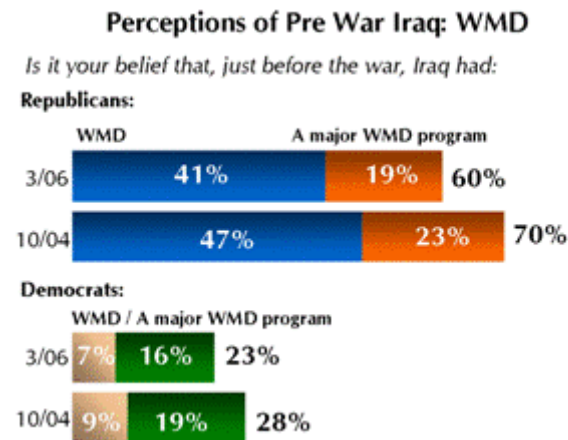 Perceptions of Pre War Iraq: WMD
Is it your belief that, just before the war, Iraq had:
Republicans:
WMD A major WMD program
3/06 41% 19% 60%
10/04 47% 23% 70%
Democrats:
WMD / A major WMD program
3/06 7% 16% 23%
10/04 9% 19% 28%